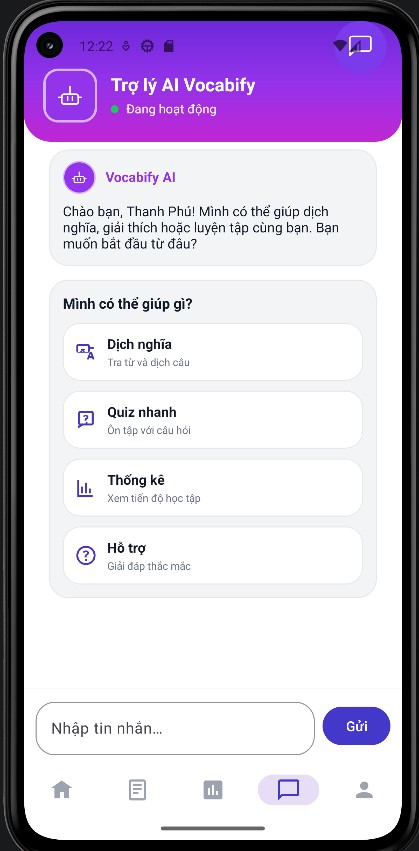 12:22
Trợ lý AI Vocabify
Đang hoạt động
Vocabify AI
Chào bạn, Thanh Phú! Mình có thể giúp dịch
nghĩa, giải thích hoặc luyện tập cùng bạn. Bạn
muốn bắt đầu từ đâu?
Mình có thể giúp gì?
Dịch nghĩa
Tra từ và dịch câu
Quiz nhanh
Ôn tập với câu hỏi
Thống kê
Xem tiến độ học tập
Hỗ trợ
Giải đáp thắc mắc
Nhập tin nhắn...
Gửi